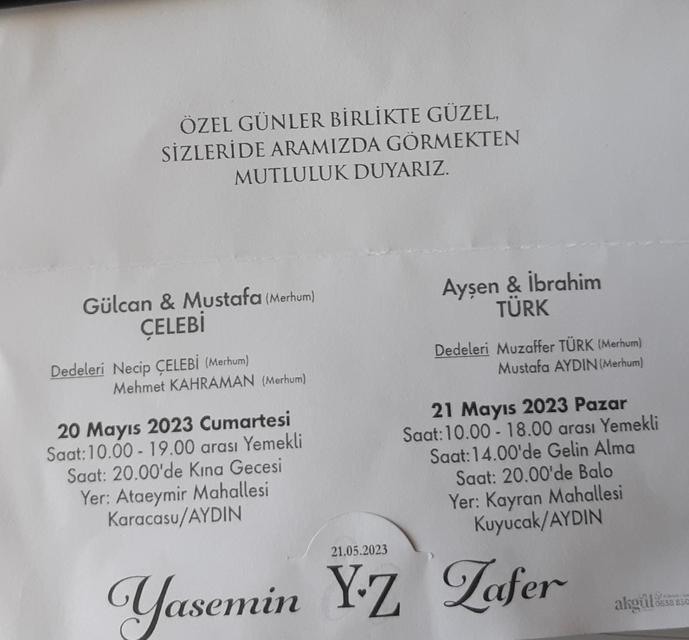 ÖZEL GÜNLER BİRLİKTE GÜZEL,
SİZLERİDE ARAMIZDA GÖRMEKTEN
MUTLULUK DUYARIZ.
Gülcan & Mustafa (Merhum)
ÇELEBİ
Dedeleri Necip ÇELEBİ (Merhum)
Mehmet KAHRAMAN (Merhum)
20 Mayıs 2023 Cumartesi
Saat:10.00 - 19.00 arası Yemekli
Saat: 20.00'de Kına Gecesi
Yer: Ataeymir Mahallesi
Karacasu/AYDIN
Ayşen & İbrahim
TÜRK
Dedeleri Muzaffer TÜRK (Merhum)
Mustafa AYDIN (Merhum)
21 Mayıs 2023 Pazar
Saat:10.00 - 18.00 arası Yemekli
Saat:14.00'de Gelin Alma
Saat: 20.00'de Balo
Yer: Kayran Mahallesi
Kuyucak/AYDIN
21.05.2023
Yasemin Y♥Z Zafer
akgül